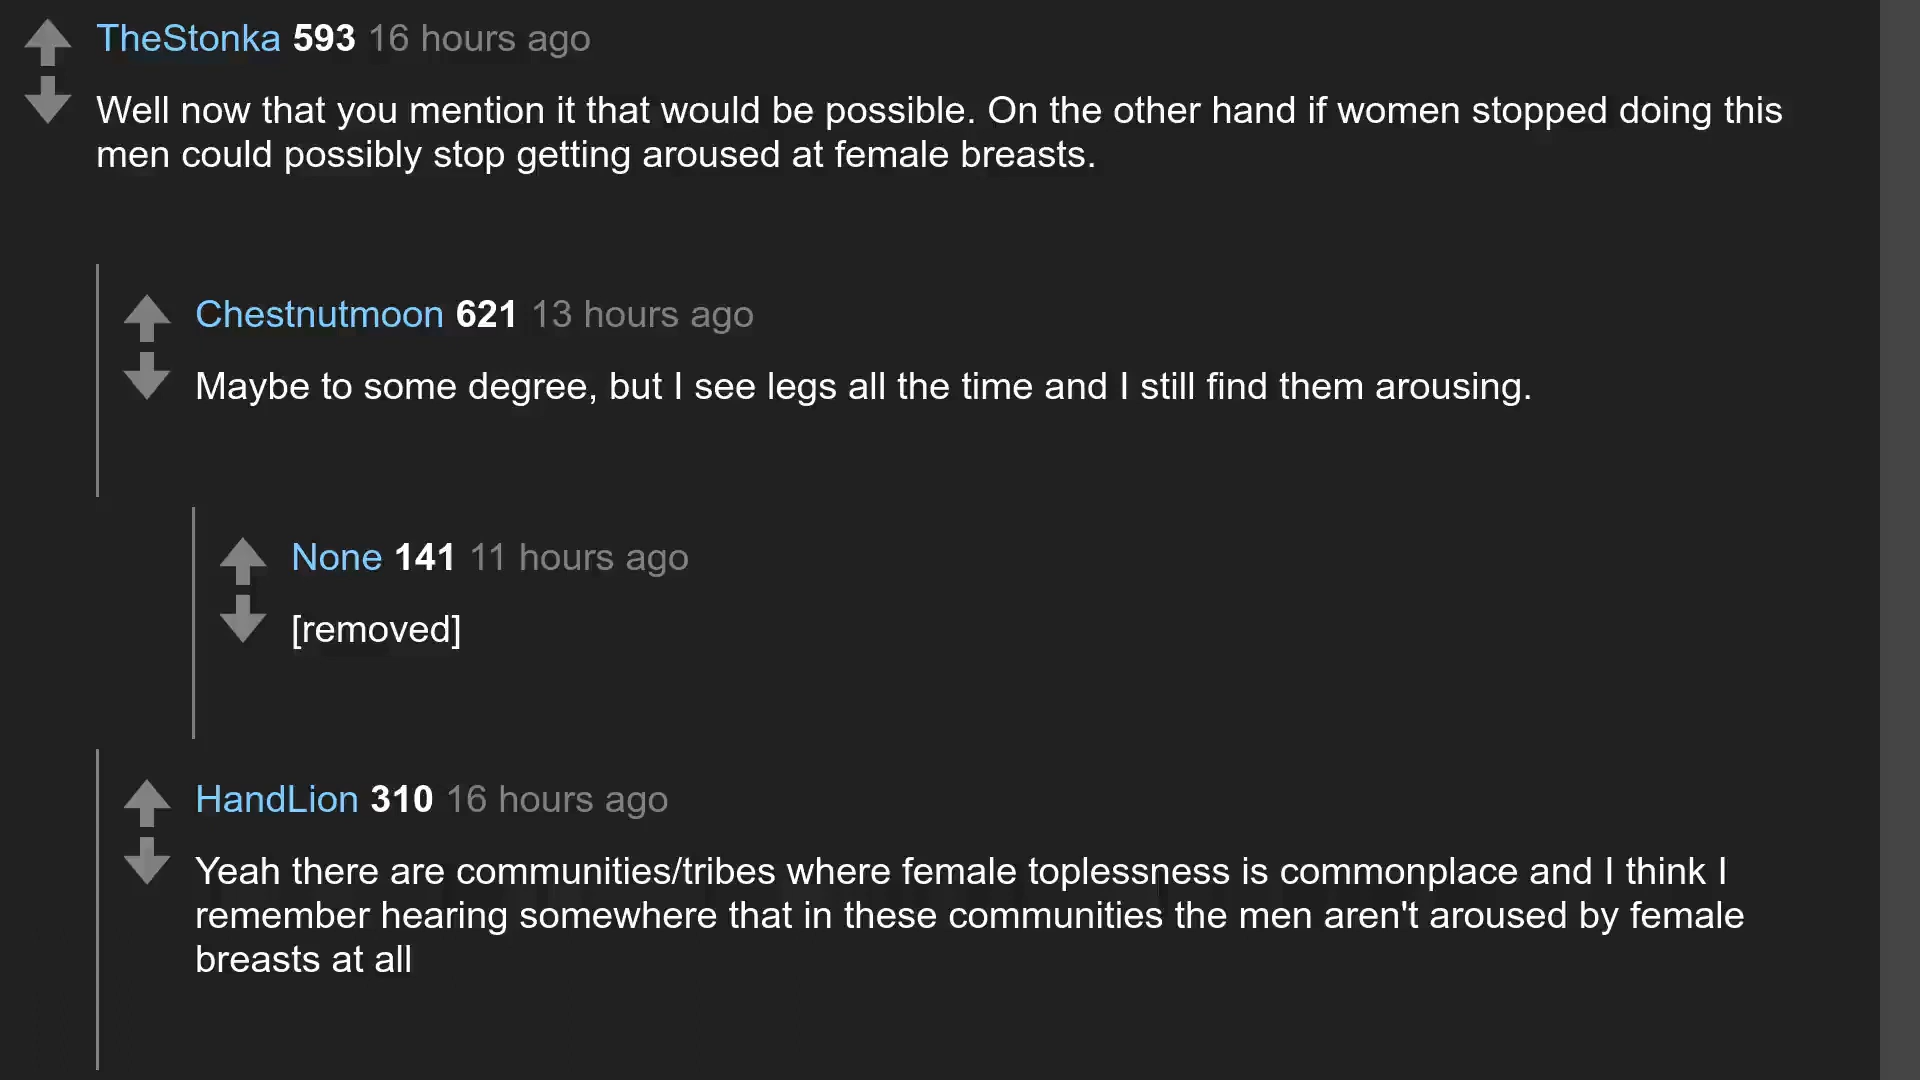 TheStonka 593 16 hours ago
Well now that you mention it that would be possible. On the other hand if women stopped doing this
men could possibly stop getting aroused at female breasts.
Chestnutmoon 621 13 hours ago
Maybe to some degree, but I see legs all the time and I still find them arousing.
None 141 11 hours ago
[removed]
HandLion 310 16 hours ago
Yeah there are communities/tribes where female toplessness is commonplace and I think I
remember hearing somewhere that in these communities the men aren't aroused by female
breasts at all